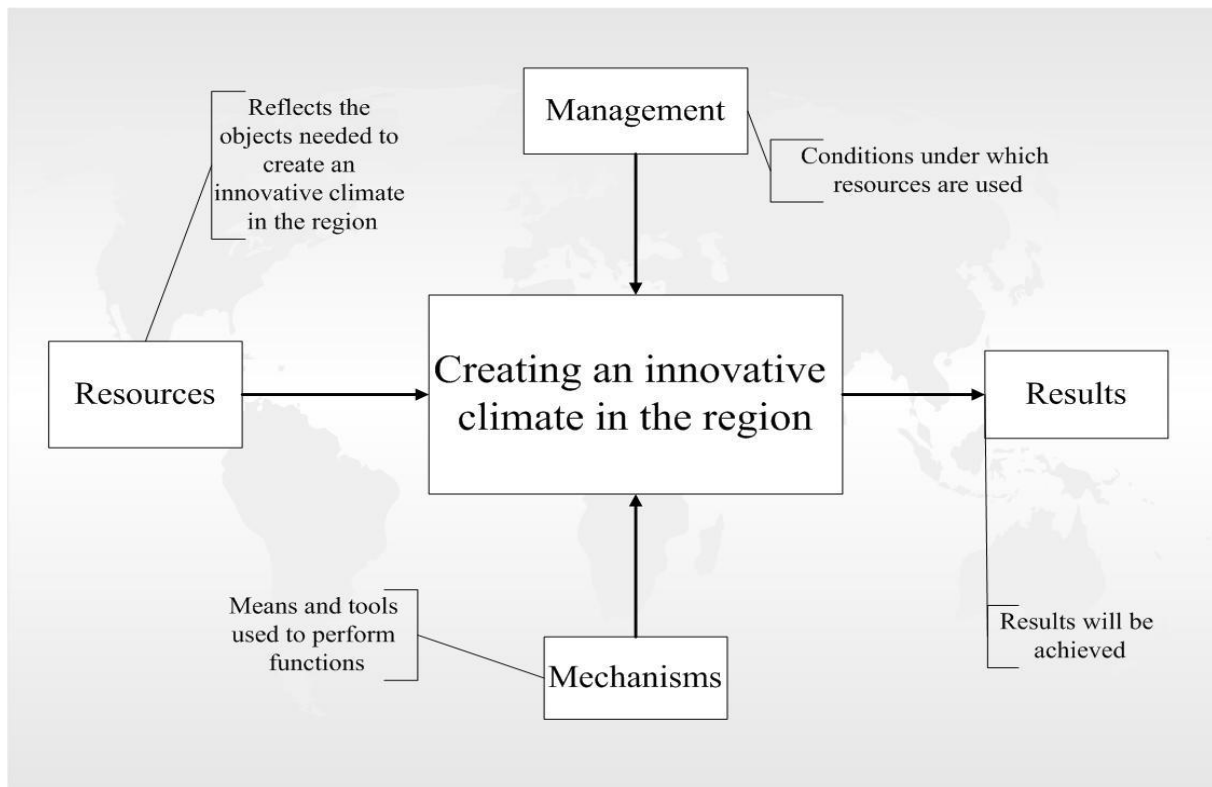 Management
Reflects the
objects needed to
create an
innovative climate
in the region
Conditions under which
resources are used
Resources
Creating an innovative
climate in the region
Results
Means and tools
used to perform
functions
Mechanisms
Results will be
achieved